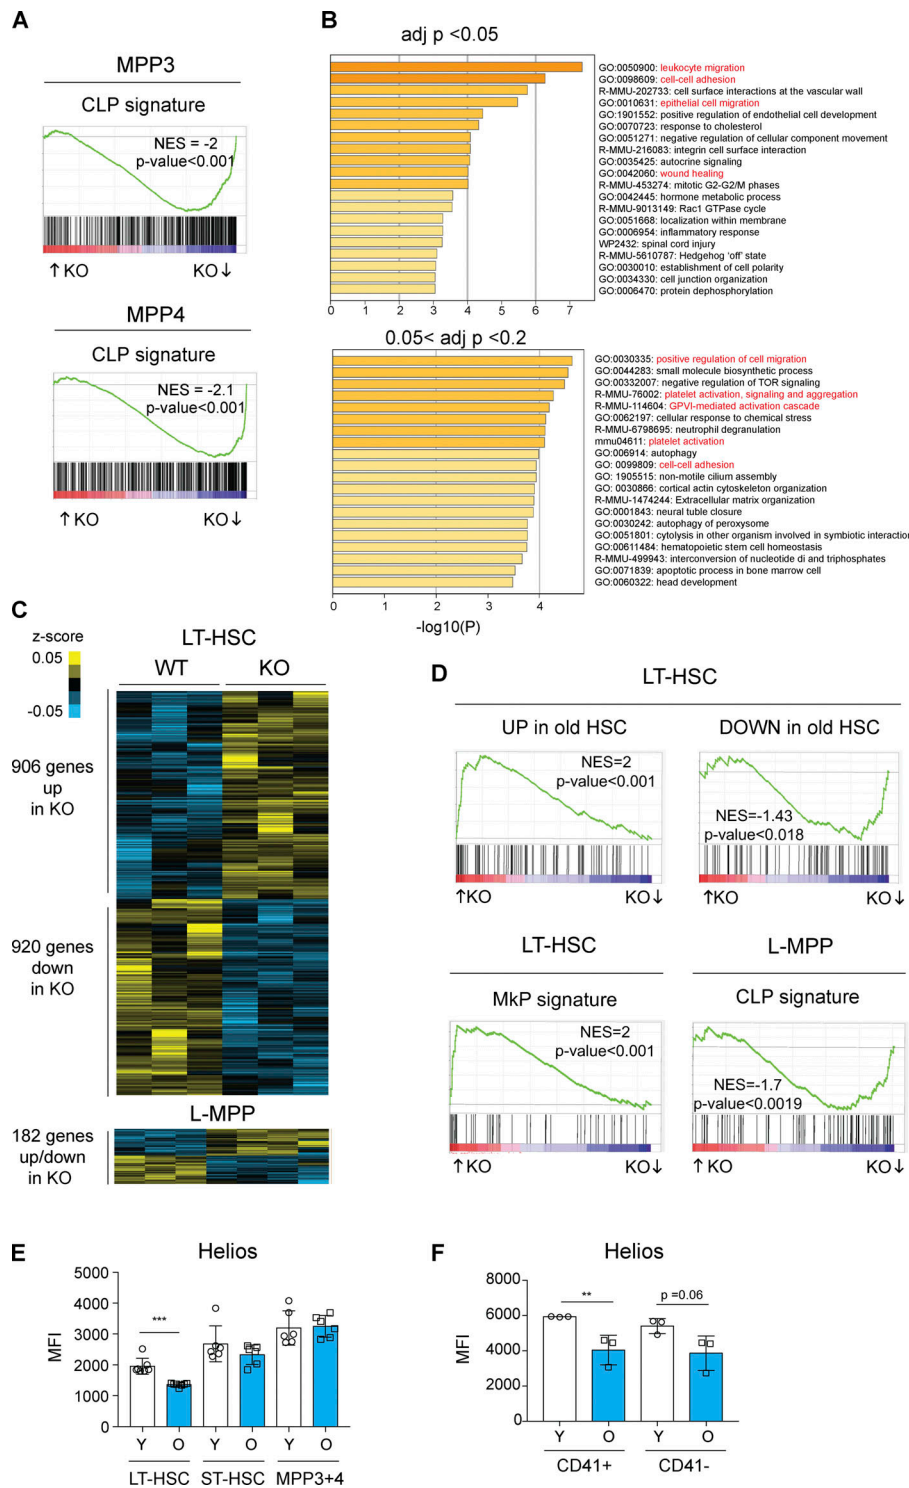 A
MPP3
CLP signature
NES = -2
p-value<0.001
↑KO
KO↓
MPP4
CLP signature
NES = -2.1
p-value<0.001
↑KO
KO↓
B
adj p <0.05
GO:0050900: leukocyte migration
GO:0098609: cell-cell adhesion
R-MMU-202733: cell surface interactions at the vascular wall
GO:0010631: epithelial cell migration
GO:1901552: positive regulation of endothelial cell development
GO:0070723: response to cholesterol
GO:0051271: negative regulation of cellular component movement
R-MMU-216083: integrin cell surface interaction
GO:0035425: autocrine signaling
GO:0042060: wound healing
R-MMU-453274: mitotic G2-G2/M phases
GO:0042445: hormone metabolic process
R-MMU-9013149: Rac1 GTPase cycle
GO:0051668: localization within membrane
GO:0006954: inflammatory response
WP2432: spinal cord injury
R-MMU-5610787: Hedgehog 'off' state
GO:0030010: establishment of cell polarity
GO:0034330: cell junction organization
GO:0006470: protein dephosphorylation
0 1 2 3 4 5 6 7
0.05< adj p <0.2
GO:0030335: positive regulation of cell migration
GO:0044283: small molecule biosynthetic process
GO:00332007: negative regulation of TOR signaling
R-MMU-76002: platelet activation, signaling and aggregation
R-MMU-114604: GPVI-mediated activation cascade
GO:0062197: cellular response to chemical stress
R-MMU-6798695: neutrophil degranulation
mmu04611: platelet activation
GO:006914: autophagy
GO: 0099809: cell-cell adhesion
GO: 1905515: non-motile cilium assembly
GO: 0030866: cortical actin cytoskeleton organization
R-MMU-1474244: Extracellular matrix organization
GO:0001843: neural tuble closure
GO:0030242: autophagy of peroxysome
GO:0051801: cytolysis in other organism involved in symbiotic interaction
GO:00611484: hematopoietic stem cell homeostasis
R-MMU-499943: interconversion of nucleotide di and triphosphates
GO:0071839: apoptotic process in bone marrow cell
GO:0060322: head development
0 1 2 3 4
-log10(P)
C
z-score
0.05
-0.05
LT-HSC
WT KO
906 genes
up
in KO
920 genes
down
in KO
L-MPP
182 genes
up/down
in KO
D
LT-HSC
UP in old HSC
NES=2
p-value<0.001
↑KO
KO↓
DOWN in old HSC
NES=-1.43
p-value<0.018
↑KO
KO↓
LT-HSC
MkP signature
NES=2
p-value<0.001
↑KO
KO↓
L-MPP
CLP signature
NES=-1.7
p-value<0.0019
↑KO
KO↓
E
Helios
MFI
5000
4000
3000
2000
1000
0
***
Y O Y O Y O
LT-HSC ST-HSC MPP3+4
F
Helios
MFI
8000
6000
4000
2000
0
**
p =0.06
Y O Y O
CD41+ CD41-